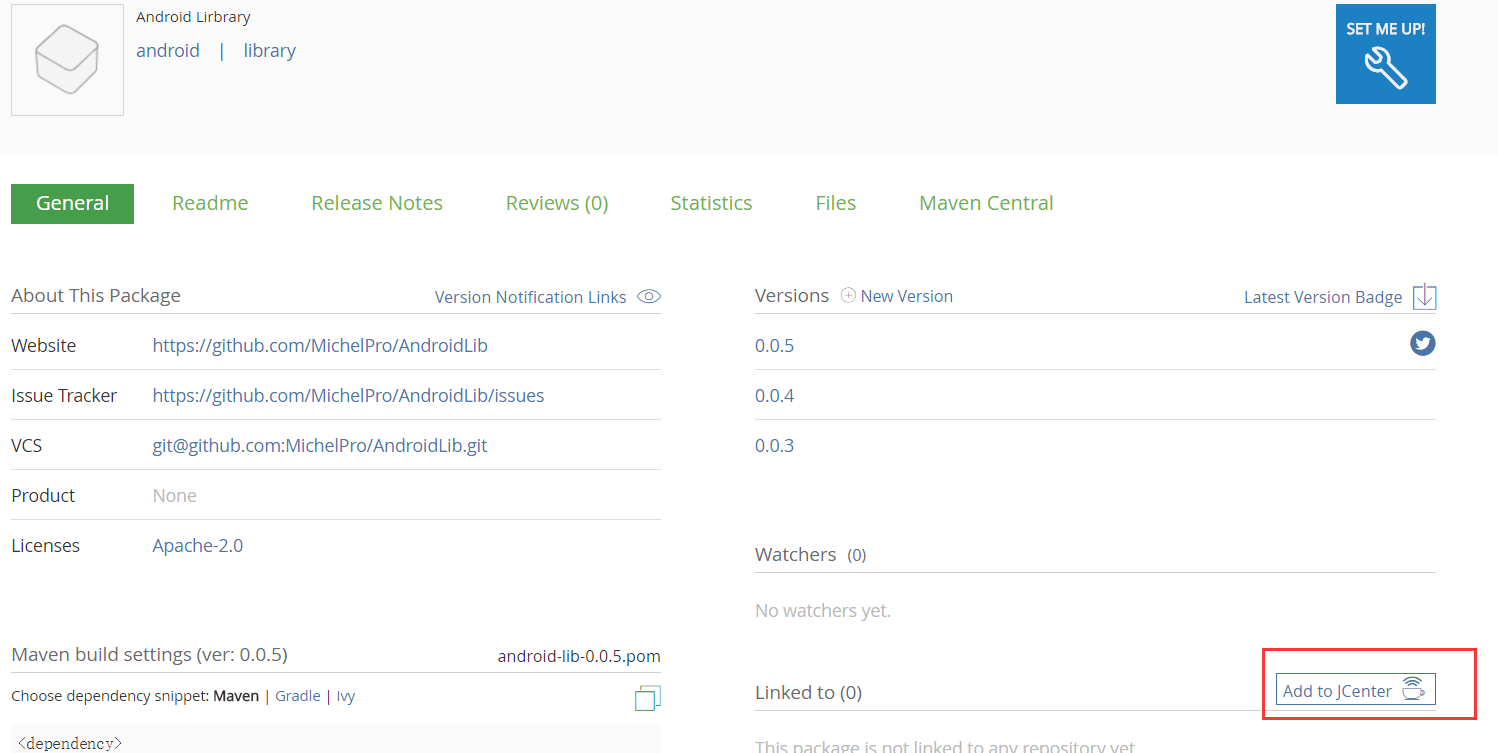 Android Lirbrary
android | library
SET ME UP!
General
Readme
Release Notes
Reviews (0)
Statistics
Files
Maven Central
About This Package
Version Notification Links
Website
https://github.com/MichelPro/AndroidLib
Issue Tracker
https://github.com/MichelPro/AndroidLib/issues
VCS
git@github.com:MichelPro/AndroidLib.git
Product
None
Licenses
Apache-2.0
Maven build settings (ver: 0.0.5)
android-lib-0.0.5.pom
Choose dependency snippet: Maven | Gradle | Ivy
<dependency>
Versions
New Version
Latest Version Badge
0.0.5
0.0.4
0.0.3
Watchers (0)
No watchers yet.
Linked to (0)
Add to JCenter
This package is not linked to any repository yet